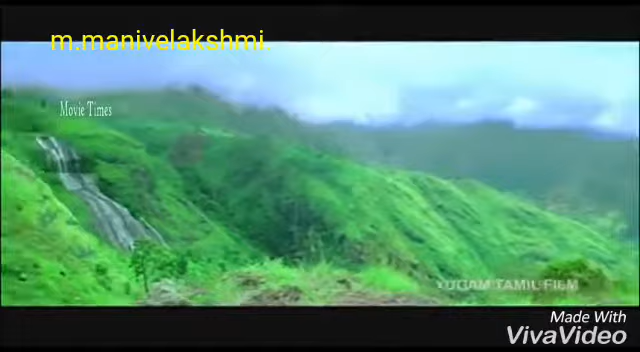 m.manivelakshmi.
Movie Times
YUGAM TAMIL FILM
Made With
VivaVideo